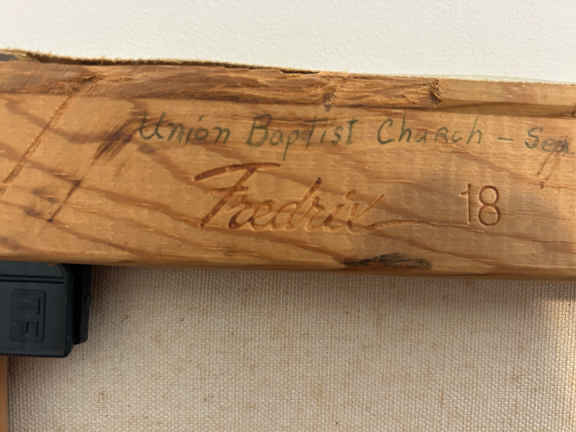 Union Baptist Church - Sep
Fredrix 18